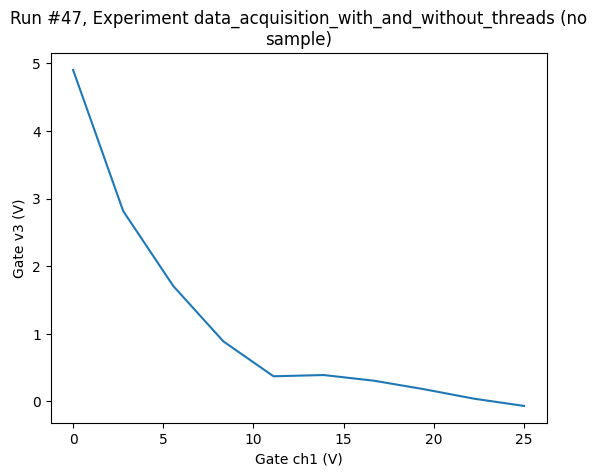 Run #47, Experiment data_acquisition_with_and_without_threads (no
sample)
Gate v3 (V)
5
4
3
2
1
0
0 5 10 15 20 25
Gate ch1 (V)